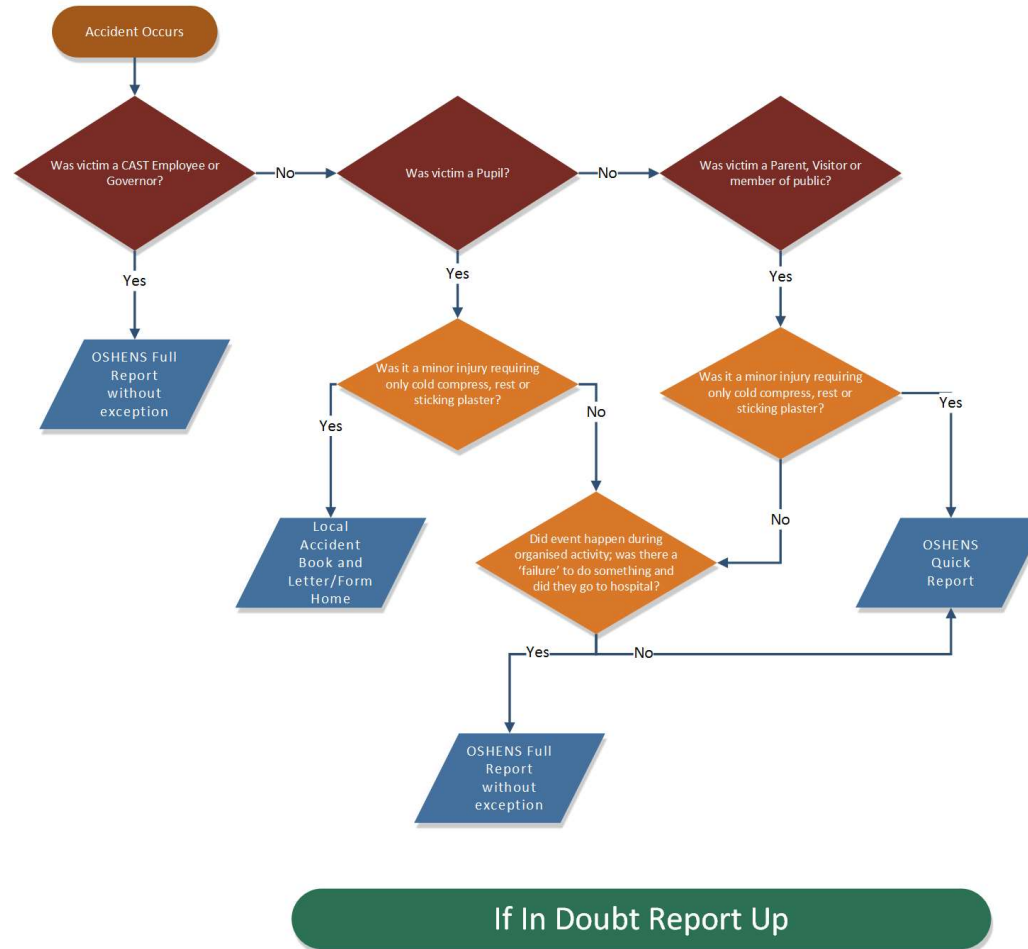 Accident Occurs
Was victim a CAST Employee or
Governor?
No
Was victim a Pupil?
No
Was victim a Parent, Visitor or
member of public?
Yes
Yes
Yes
OSHENS Full
Report
without
exception
Was it a minor injury requiring
only cold compress, rest or
sticking plaster?
Was it a minor injury requiring
only cold compress, rest or
sticking plaster?
Yes
No
Yes
No
Local
Accident
Book and
Letter/Form
Home
Did event happen during
organised activity; was there a
‘failure’ to do something and
did they go to hospital?
OSHENS
Quick
Report
Yes
No
OSHENS Full
Report
without
exception
If In Doubt Report Up